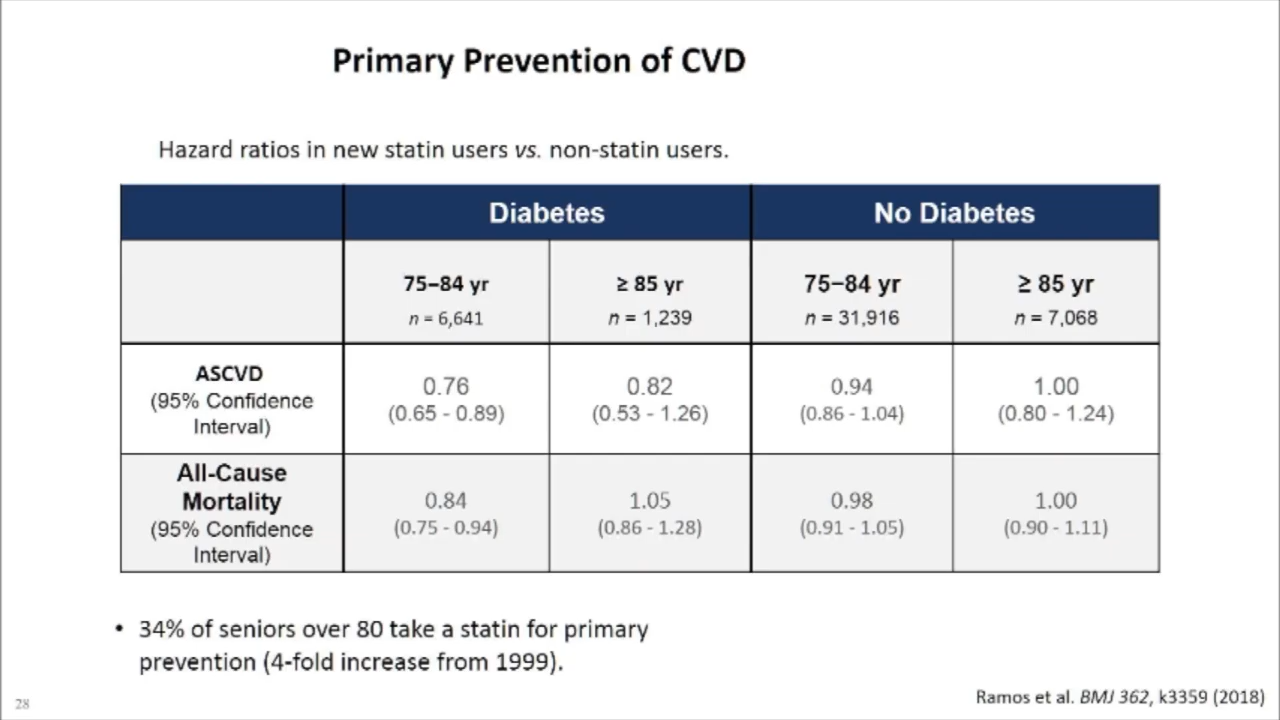 Primary Prevention of CVD
Hazard ratios in new statin users vs. non-statin users.
Diabetes
No Diabetes
75–84 yr
n = 6,641
≥ 85 yr
n = 1,239
75–84 yr
n = 31,916
≥ 85 yr
n = 7,068
ASCVD
(95% Confidence
Interval)
0.76
(0.65 - 0.89)
0.82
(0.53 - 1.26)
0.94
(0.86 - 1.04)
1.00
(0.80 - 1.24)
All-Cause
Mortality
(95% Confidence
Interval)
0.84
(0.75 - 0.94)
1.05
(0.86 - 1.28)
0.98
(0.91 - 1.05)
1.00
(0.90 - 1.11)
• 34% of seniors over 80 take a statin for primary
prevention (4-fold increase from 1999).
28
Ramos et al. BMJ 362, k3359 (2018)